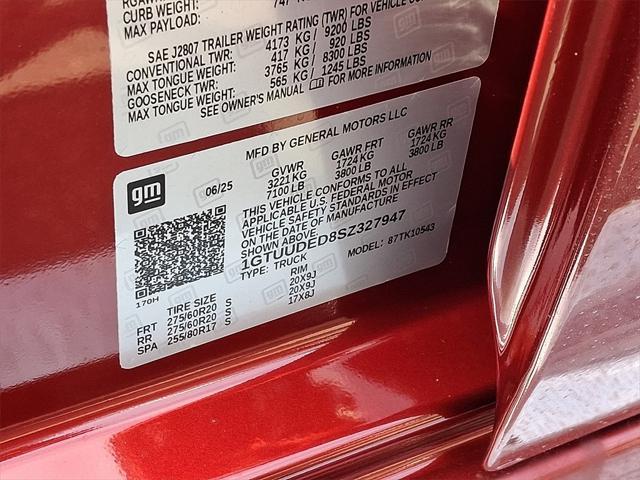 CURB WEIGHT: 747
MAX PAYLOAD:
SAE J2807 TRAILER WEIGHT RATING (TWR) FOR VEHICLE
CONVENTIONAL TWR: 4173 KG / 9200 LBS
MAX TONGUE WEIGHT: 417 KG / 920 LBS
GOOSENECK TWR: 3765 KG / 8300 LBS
MAX TONGUE WEIGHT: 565 KG / 1245 LBS
SEE OWNER'S MANUAL FOR MORE INFORMATION
gm
MFD BY GENERAL MOTORS LLC
06/25
GVWR GAWR FRT GAWR RR
3221 KG 1724 KG 1724 KG
7100 LB 3800 LB 3800 LB
THIS VEHICLE CONFORMS TO ALL
APPLICABLE U.S. FEDERAL MOTOR
VEHICLE SAFETY STANDARDS IN EFFECT
ON THE DATE OF MANUFACTURE
SHOWN ABOVE.
1GTUUDED8SZ327947
TYPE: TRUCK MODEL: 87TK10543
170H
TIRE SIZE RIM
FRT 275/60R20 S 20X9J
RR 275/60R20 S 20X9J
SPA 255/80R17 S 17X8J